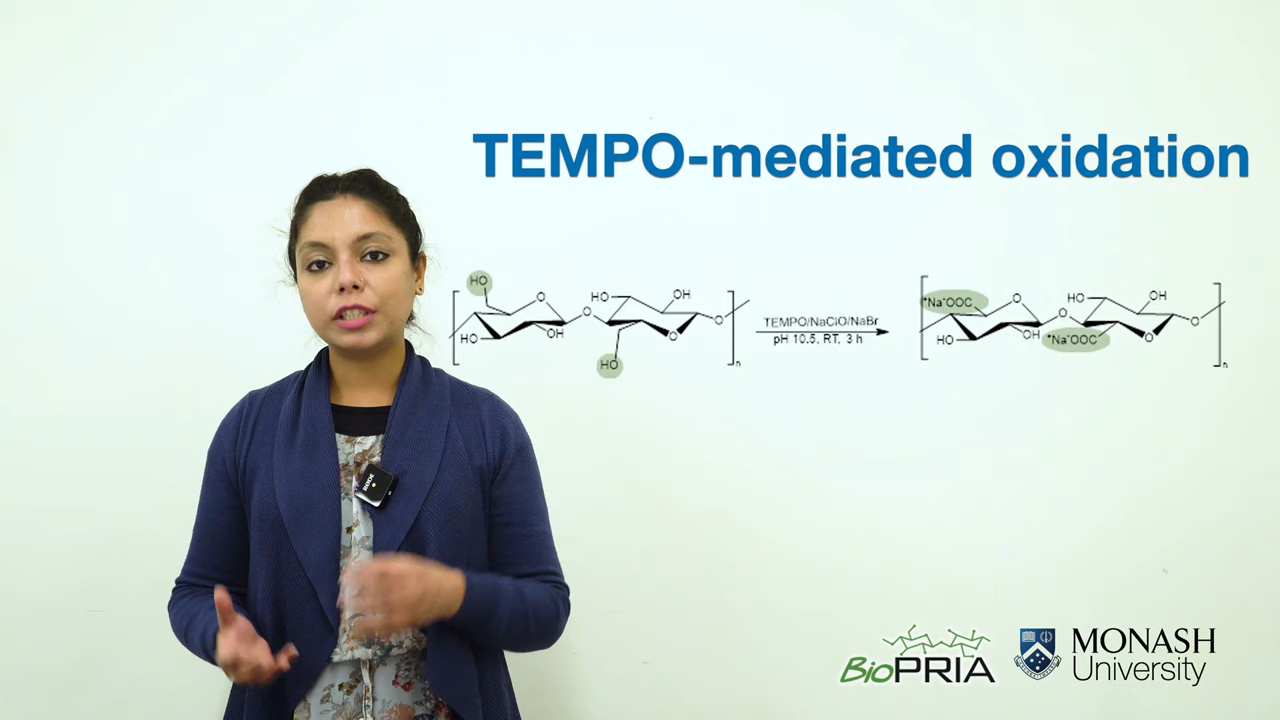 TEMPO-mediated oxidation
HO
O
HO
OH
O
HO
OH
O
O
HO
n
TEMPO/NaClO/NaBr
pH 10.5, RT, 3 h
⁺Na⁻OOC
O
HO
OH
O
HO
OH
O
O
⁺Na⁻OOC
n
RODE
BioPRIA
MONASH
University